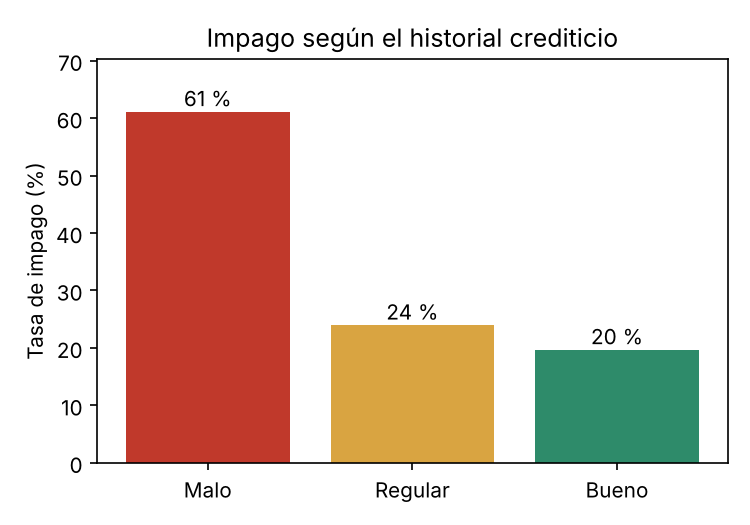 Impago según el historial crediticio
Tasa de impago (%)
70
60
50
40
30
20
10
0
61 %
24 %
20 %
Malo
Regular
Bueno